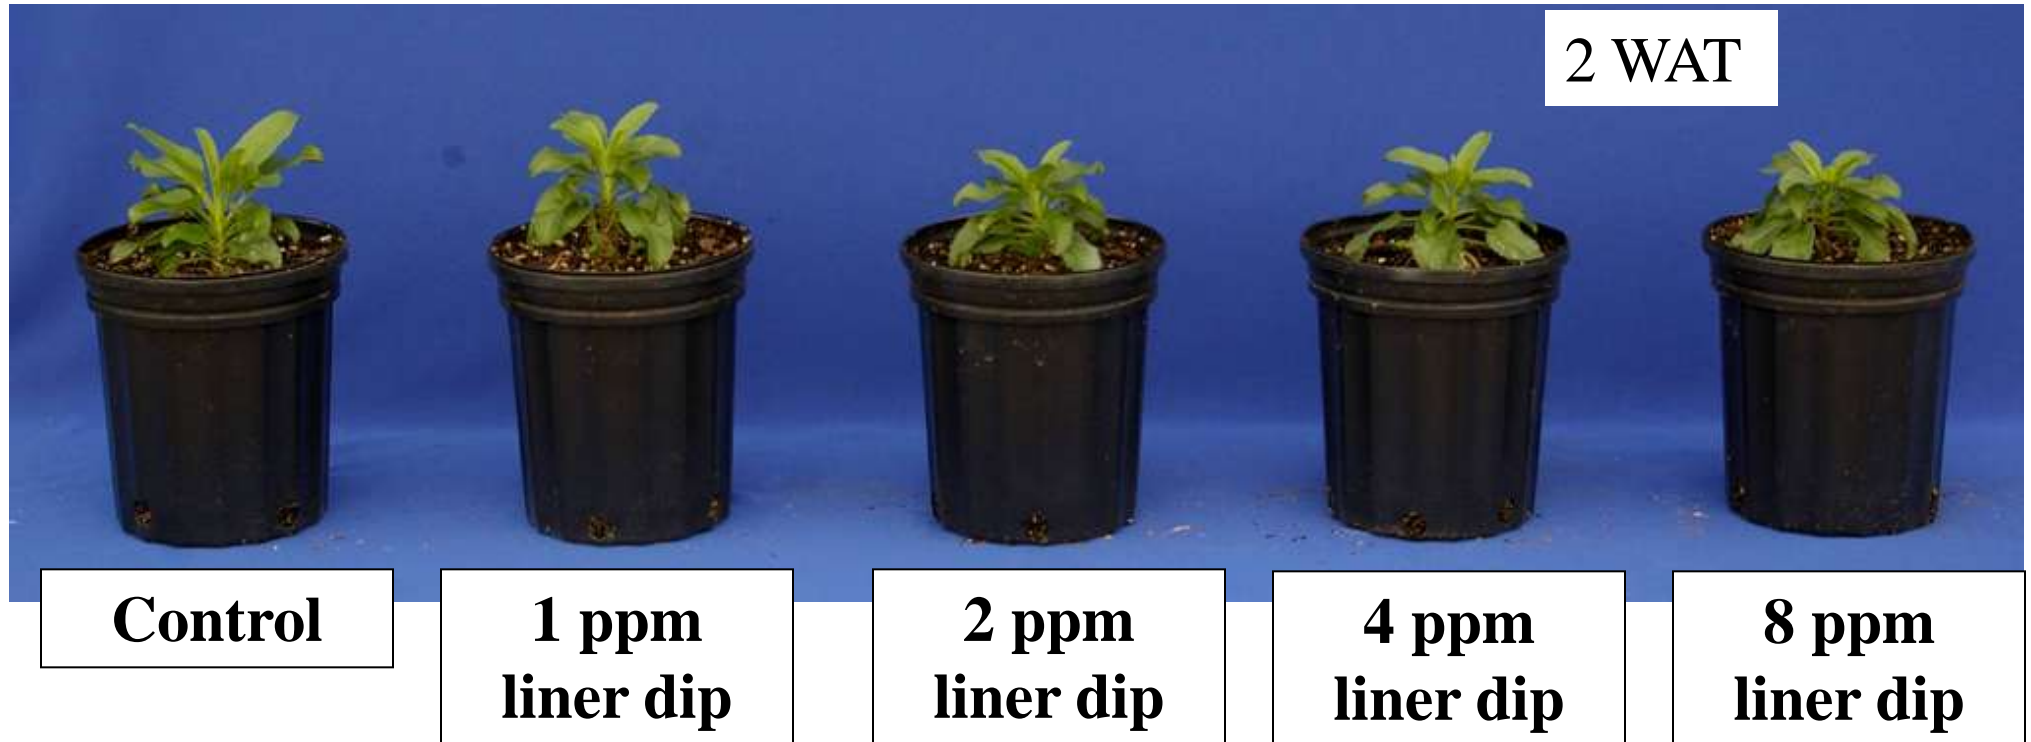 2 WAT
Control
1 ppm
liner dip
2 ppm
liner dip
4 ppm
liner dip
8 ppm
liner dip